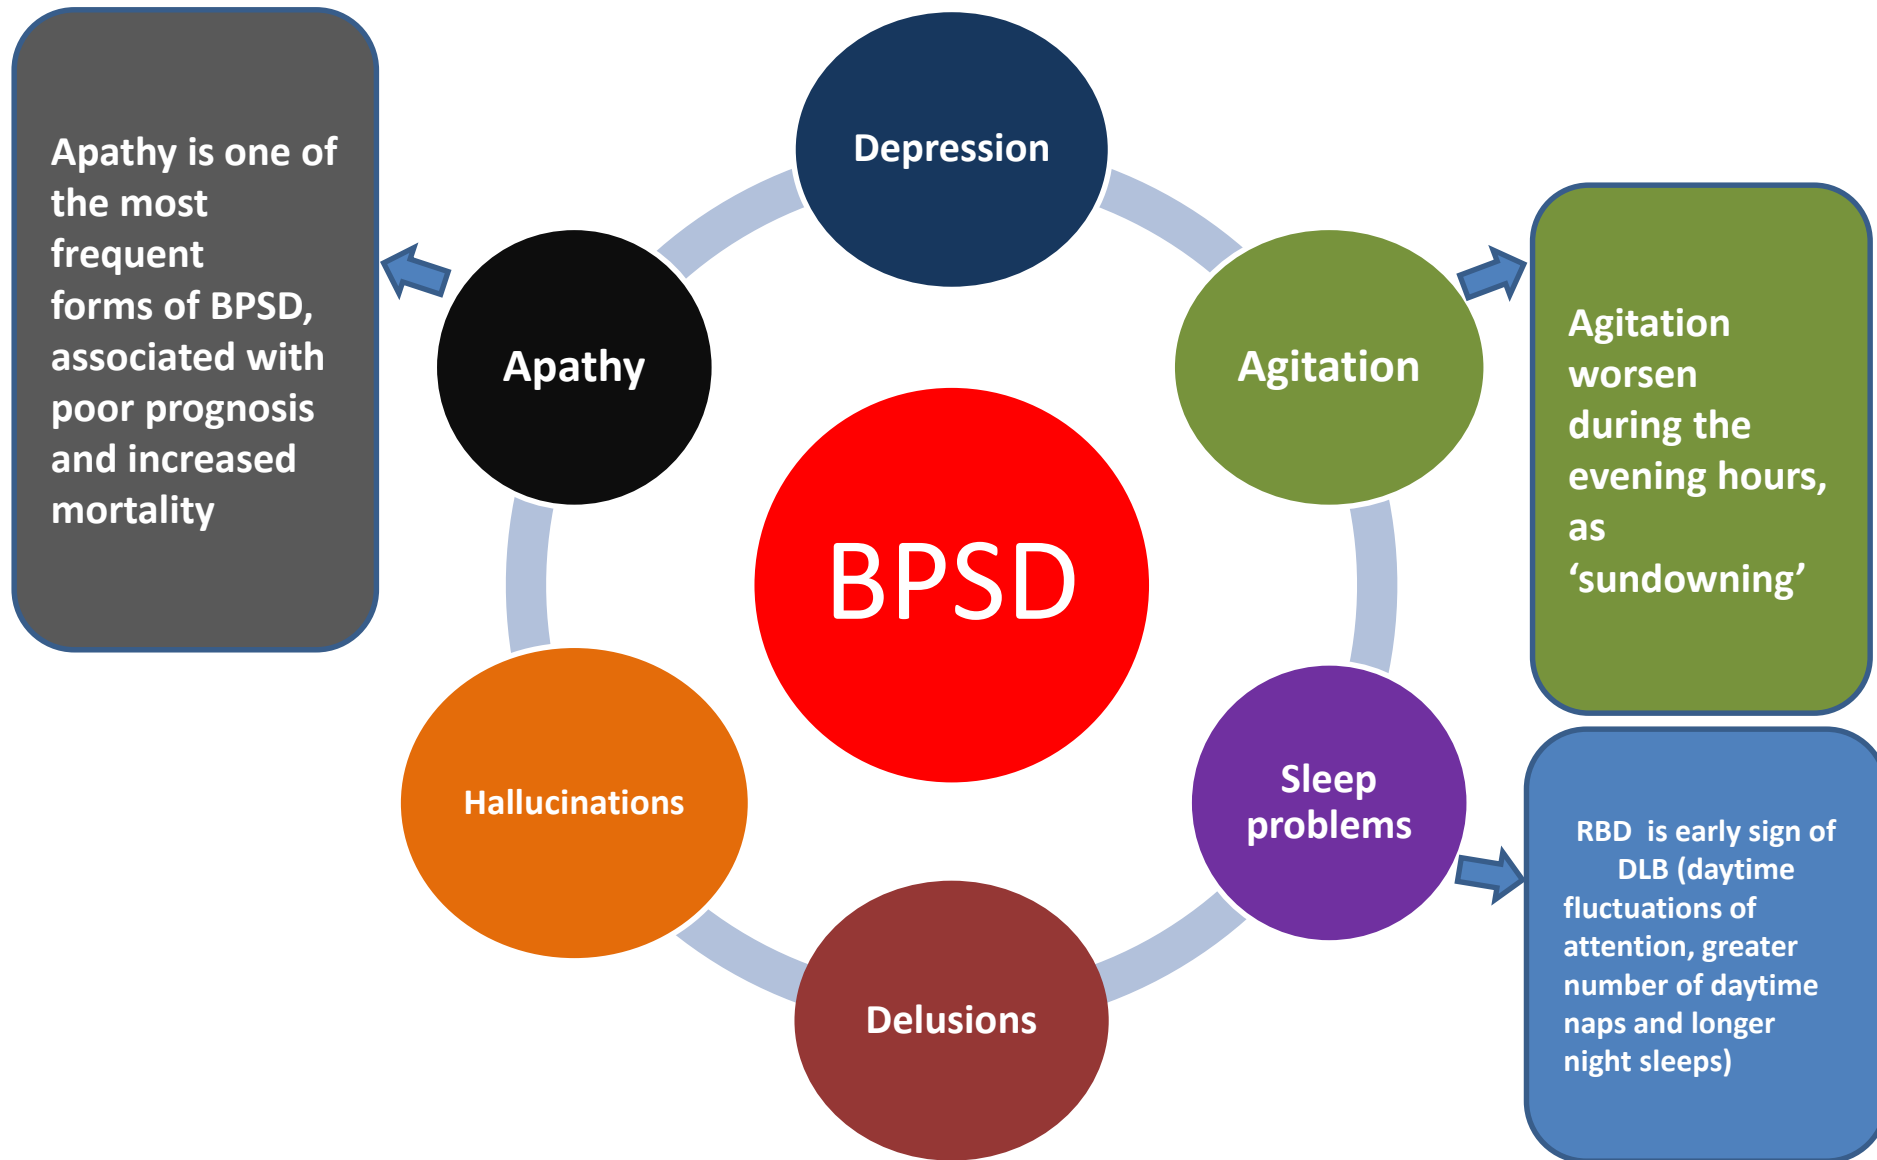 Apathy is one of
the most
frequent
forms of BPSD,
associated with
poor prognosis
and increased
mortality
Depression
Apathy
Agitation
Agitation
worsen
during the
evening hours,
as
‘sundowning’
BPSD
Hallucinations
Sleep
problems
Delusions
RBD  is early sign of
DLB (daytime
fluctuations of
attention, greater
number of daytime
naps and longer
night sleeps)